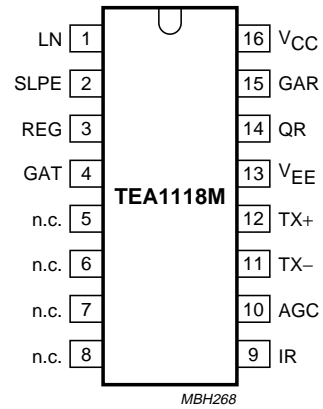 LN 1 16 VCC
SLPE 2 15 GAR
REG 3 14 QR
GAT 4 13 VEE
TEA1118M
n.c. 5 12 TX+
n.c. 6 11 TX−
n.c. 7 10 AGC
n.c. 8 9 IR
MBH268